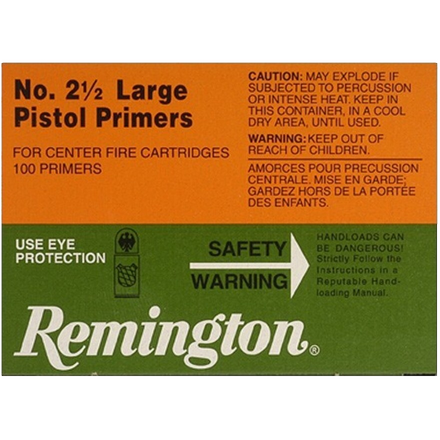 No. 2½ Large
Pistol Primers
FOR CENTER FIRE CARTRIDGES
100 PRIMERS
CAUTION: MAY EXPLODE IF
SUBJECTED TO PERCUSSION
OR INTENSE HEAT. KEEP IN
THIS CONTAINER, IN A COOL
DRY AREA, UNTIL USED.
WARNING: KEEP OUT OF
REACH OF CHILDREN.
AMORCES POUR PRECUSSION
CENTRALE. MISE EN GARDE;
GARDEZ HORS DE LA PORTÉE
DES ENFANTS.
USE EYE
PROTECTION
SAFETY
WARNING
HANDLOADS CAN
BE DANGEROUS!
Strictly Follow the
Instructions in a
Reputable Hand-
loading Manual.
Remington®